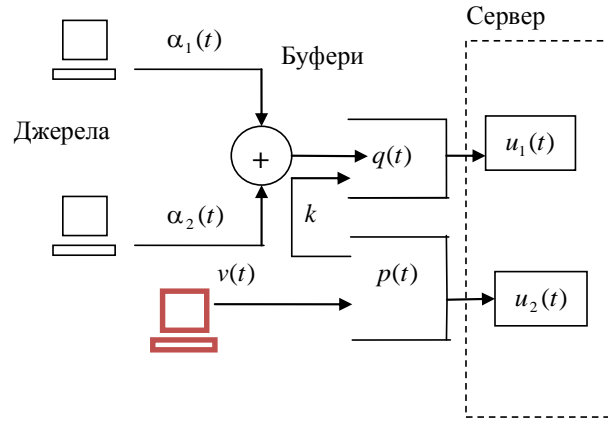 Сервер
α₁(t)
Буфери
Джерела
+
q(t)
u₁(t)
α₂(t)
k
v(t)
p(t)
u₂(t)